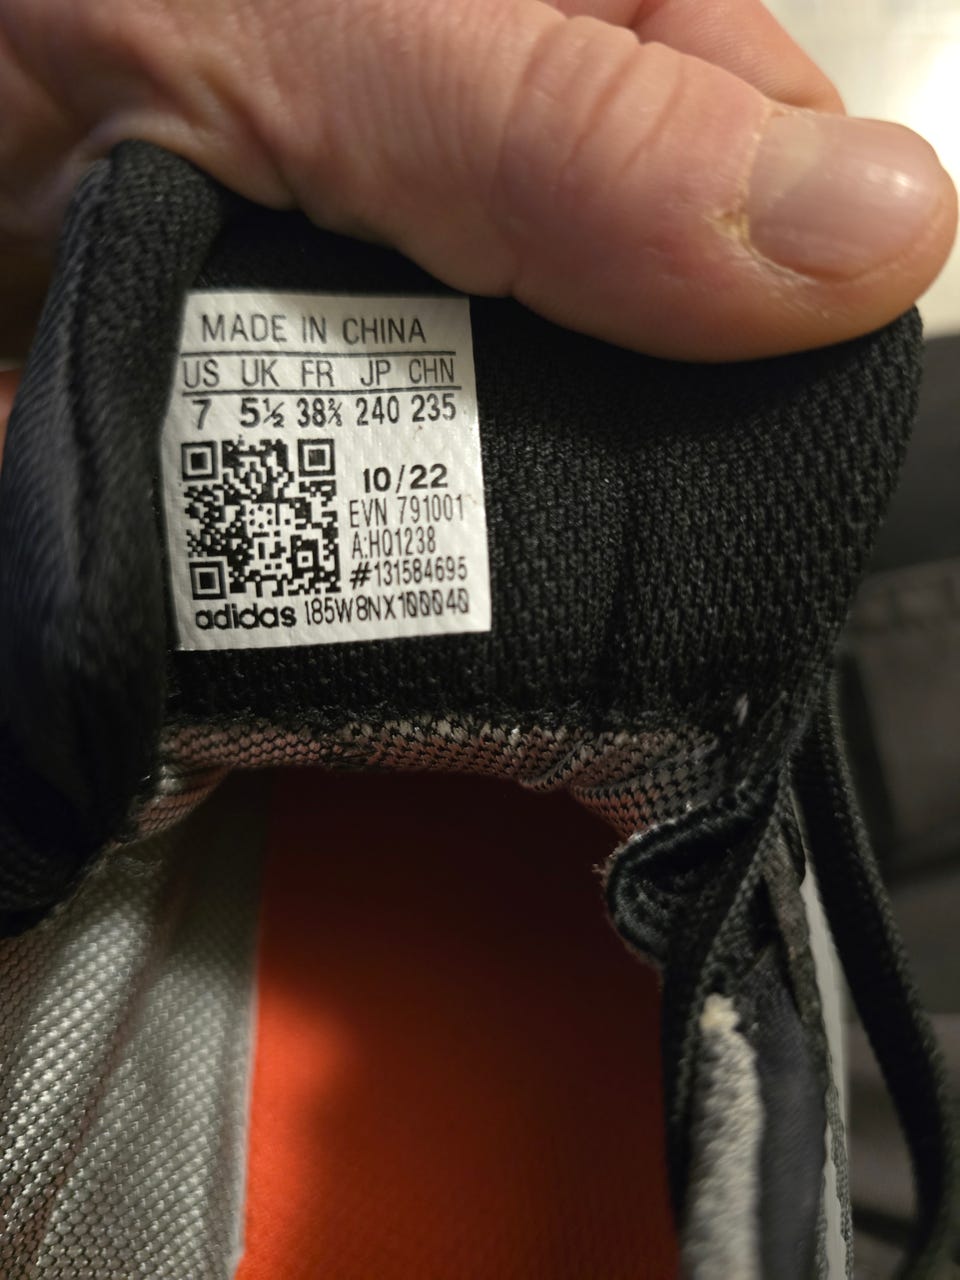 MADE IN CHINA
US UK FR JP CHN
7 5½ 38⅔ 240 235
10/22
EVN 791001
A:HQ1238
#131584695
adidas 185W8NX100040